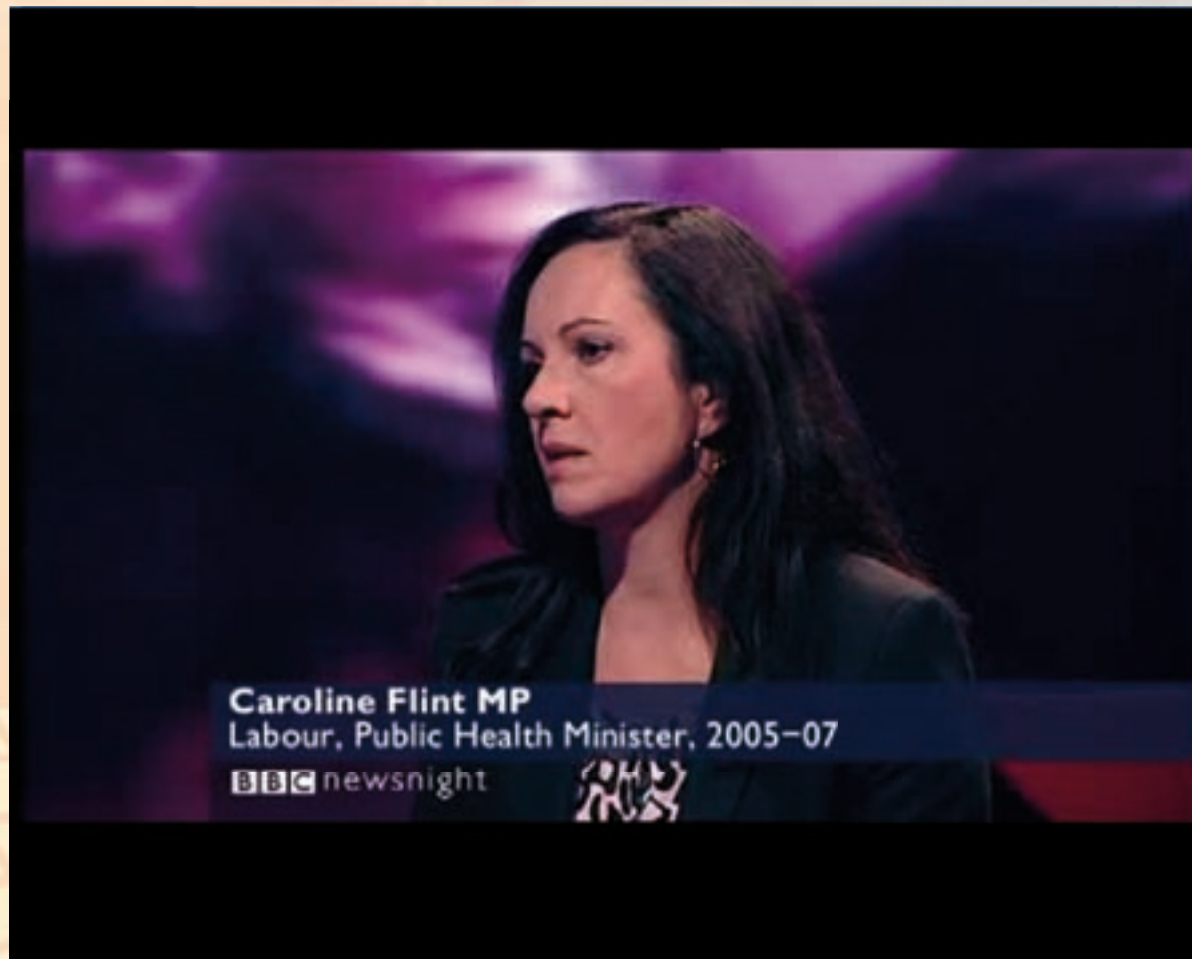 Caroline Flint MP
Labour, Public Health Minister, 2005–07
BBC newsnight